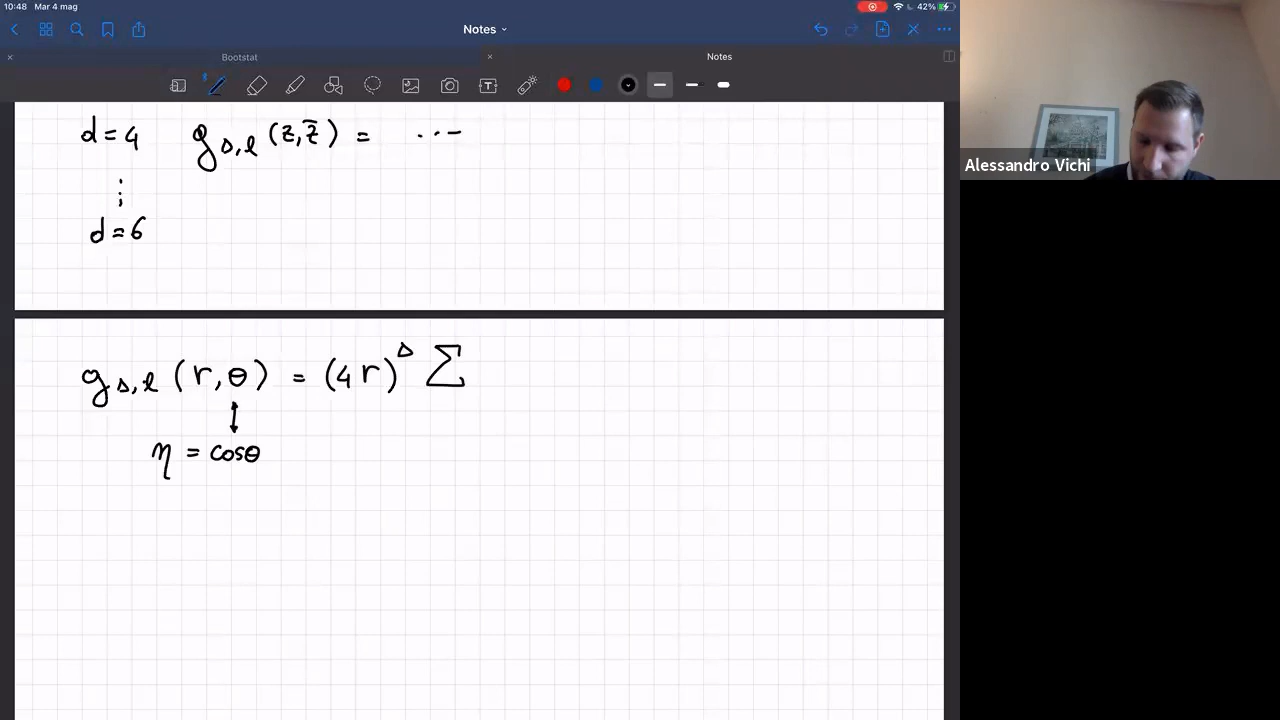 10:48 Mar 4 mag
42%
Notes
Bootstat
Notes
d=4 g_{Δ,ℓ}(z,z̄) = ...
⋮
d=6
g_{Δ,ℓ}(r,θ) = (4r)^Δ Σ
↕
η = cosθ
Alessandro Vichi